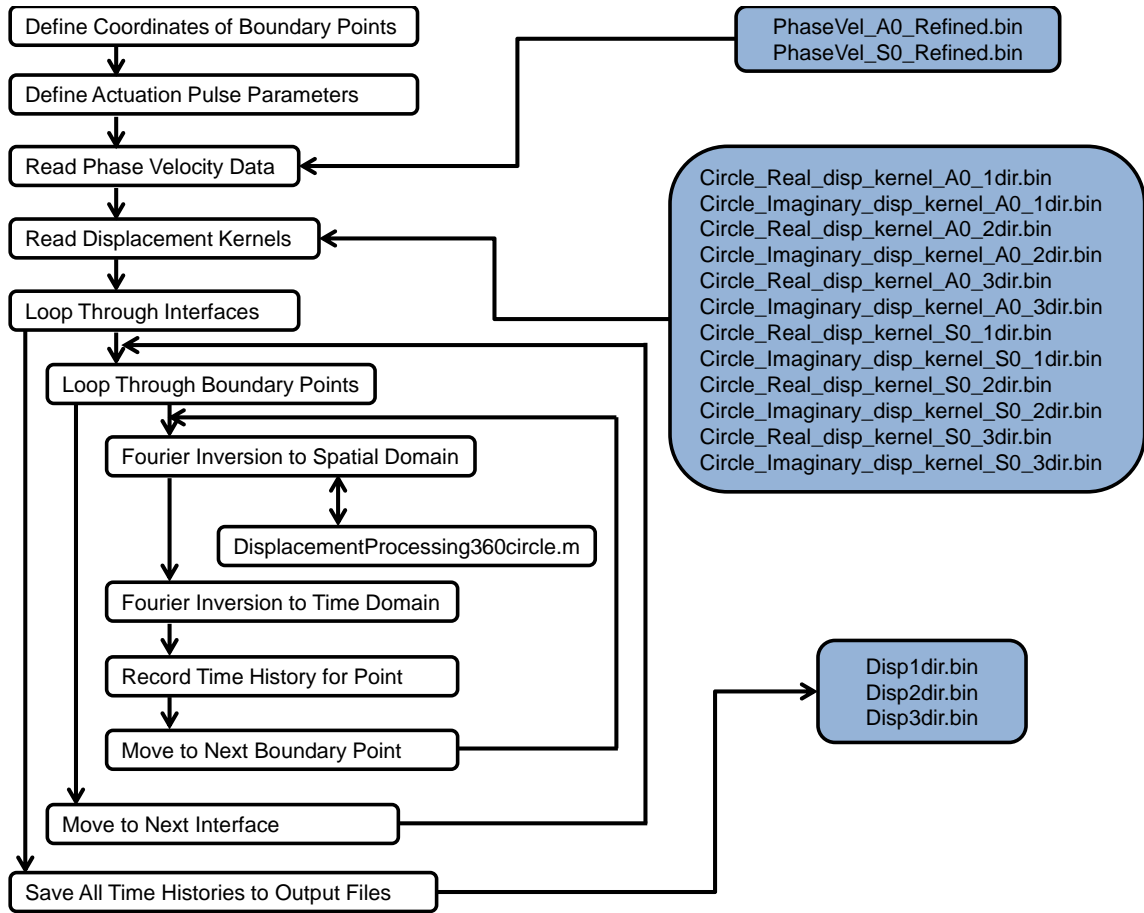 Define Coordinates of Boundary Points
Define Actuation Pulse Parameters
Read Phase Velocity Data
Read Displacement Kernels
Loop Through Interfaces
Loop Through Boundary Points
Fourier Inversion to Spatial Domain
DisplacementProcessing360circle.m
Fourier Inversion to Time Domain
Record Time History for Point
Move to Next Boundary Point
Move to Next Interface
Save All Time Histories to Output Files
PhaseVel_A0_Refined.bin
PhaseVel_S0_Refined.bin
Circle_Real_disp_kernel_A0_1dir.bin
Circle_Imaginary_disp_kernel_A0_1dir.bin
Circle_Real_disp_kernel_A0_2dir.bin
Circle_Imaginary_disp_kernel_A0_2dir.bin
Circle_Real_disp_kernel_A0_3dir.bin
Circle_Imaginary_disp_kernel_A0_3dir.bin
Circle_Real_disp_kernel_S0_1dir.bin
Circle_Imaginary_disp_kernel_S0_1dir.bin
Circle_Real_disp_kernel_S0_2dir.bin
Circle_Imaginary_disp_kernel_S0_2dir.bin
Circle_Real_disp_kernel_S0_3dir.bin
Circle_Imaginary_disp_kernel_S0_3dir.bin
Disp1dir.bin
Disp2dir.bin
Disp3dir.bin